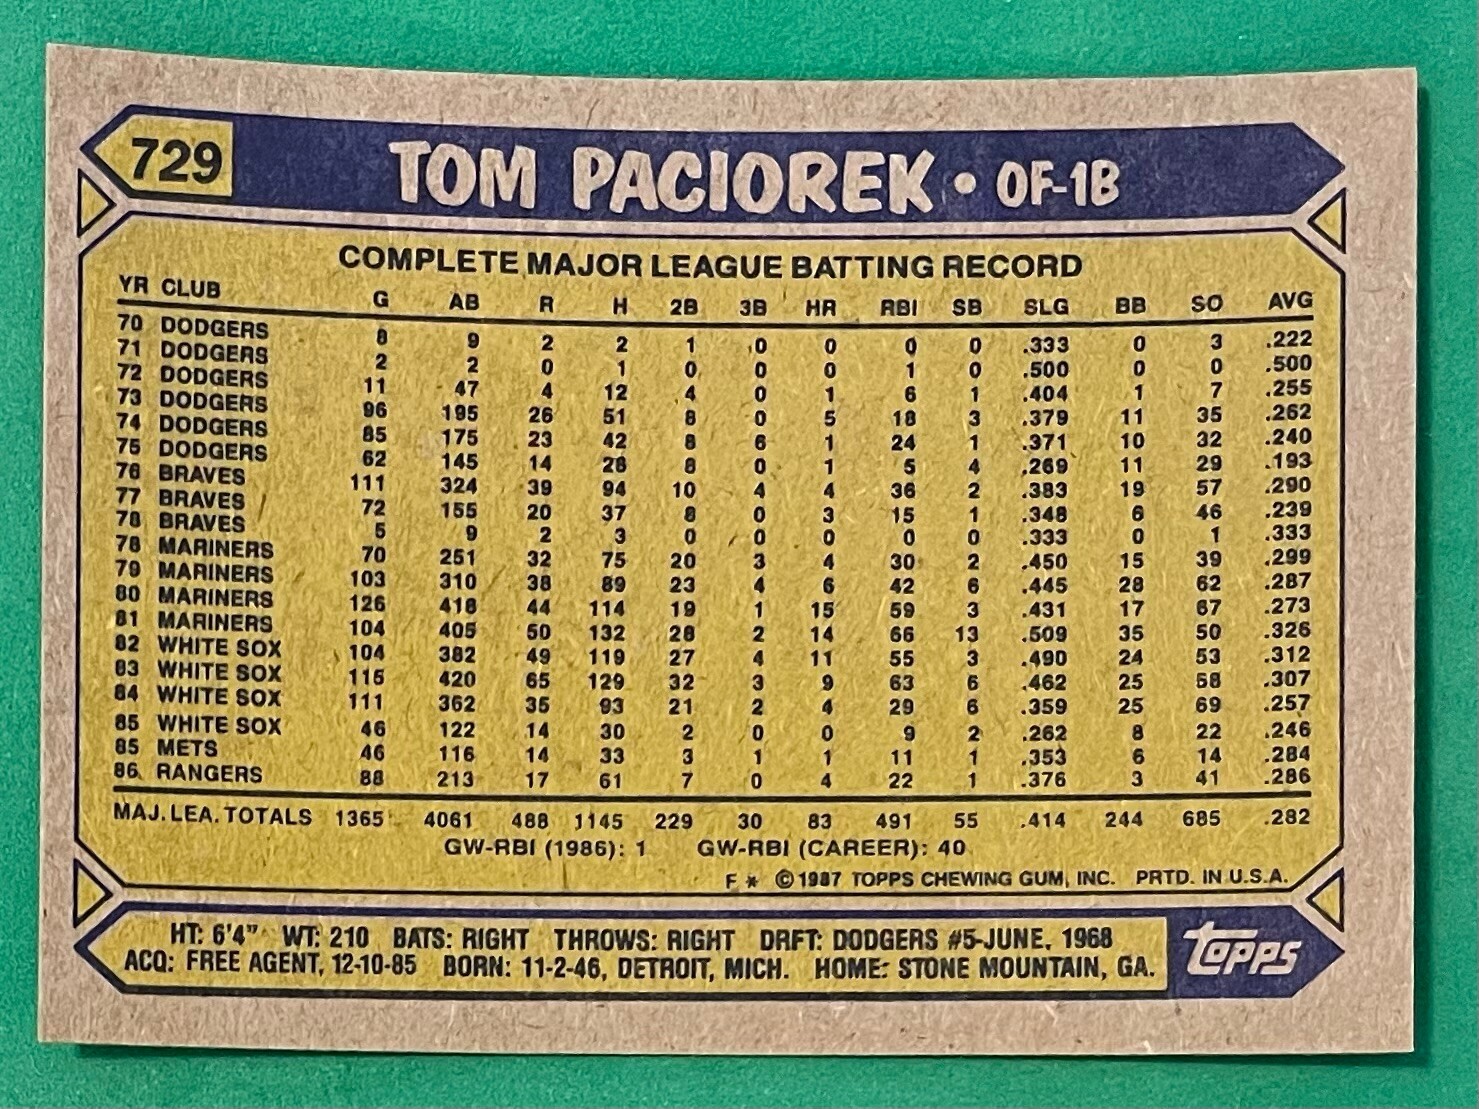 729 TOM PACIOREK • OF-1B
COMPLETE MAJOR LEAGUE BATTING RECORD
YR CLUB G AB R H 2B 3B HR RBI SB SLG BB SO AVG
70 DODGERS 8 9 2 2 1 0 0 0 0 .333 0 3 .222
71 DODGERS 2 2 0 1 0 0 0 1 0 .500 0 0 .500
72 DODGERS 11 47 4 12 4 0 1 6 1 .404 1 7 .255
73 DODGERS 96 195 26 51 8 0 5 18 3 .379 11 35 .262
74 DODGERS 85 175 23 42 8 6 1 24 1 .371 10 32 .240
75 DODGERS 62 145 14 28 8 0 1 5 4 .269 11 29 .193
76 BRAVES 111 324 39 94 10 4 4 36 2 .383 19 57 .290
77 BRAVES 72 155 20 37 8 0 3 15 1 .348 6 46 .239
78 BRAVES 5 9 2 3 0 0 0 0 0 .333 0 1 .333
78 MARINERS 70 251 32 75 20 3 4 30 2 .450 15 39 .299
79 MARINERS 103 310 38 89 23 4 6 42 6 .445 28 62 .287
80 MARINERS 126 418 44 114 19 1 15 59 3 .431 17 67 .273
81 MARINERS 104 405 50 132 28 2 14 66 13 .509 35 50 .326
82 WHITE SOX 104 382 49 119 27 4 11 55 3 .490 24 53 .312
83 WHITE SOX 115 420 65 129 32 3 9 63 6 .462 25 58 .307
84 WHITE SOX 111 362 35 93 21 2 4 29 6 .359 25 69 .257
85 WHITE SOX 46 122 14 30 2 0 0 9 2 .262 8 22 .246
85 METS 46 116 14 33 3 1 1 11 1 .353 6 14 .284
86 RANGERS 88 213 17 61 7 0 4 22 1 .376 3 41 .286
MAJ. LEA. TOTALS 1365 4061 488 1145 229 30 83 491 55 .414 244 685 .282
GW-RBI (1986): 1 GW-RBI (CAREER): 40
F * © 1987 TOPPS CHEWING GUM, INC. PRTD. IN U.S.A.
HT: 6'4" WT: 210 BATS: RIGHT THROWS: RIGHT DRFT: DODGERS #5-JUNE, 1968
ACQ: FREE AGENT, 12-10-85 BORN: 11-2-46, DETROIT, MICH. HOME: STONE MOUNTAIN, GA.
topps